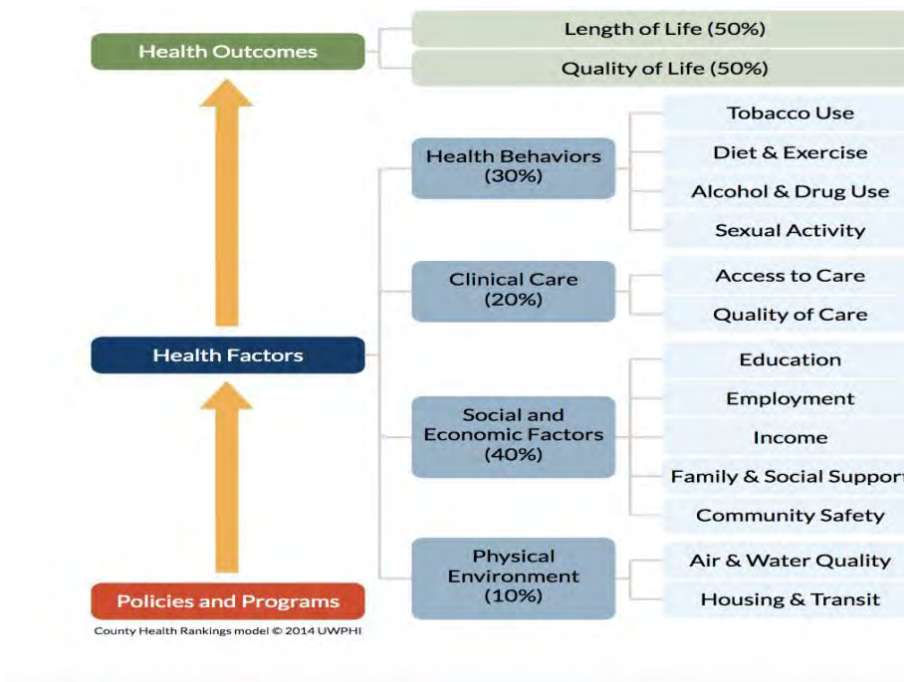 Health Outcomes
Length of Life (50%)
Quality of Life (50%)
Health Factors
Health Behaviors
(30%)
Tobacco Use
Diet & Exercise
Alcohol & Drug Use
Sexual Activity
Clinical Care
(20%)
Access to Care
Quality of Care
Social and
Economic Factors
(40%)
Education
Employment
Income
Family & Social Support
Community Safety
Physical
Environment
(10%)
Air & Water Quality
Housing & Transit
Policies and Programs
County Health Rankings model © 2014 UWPHI